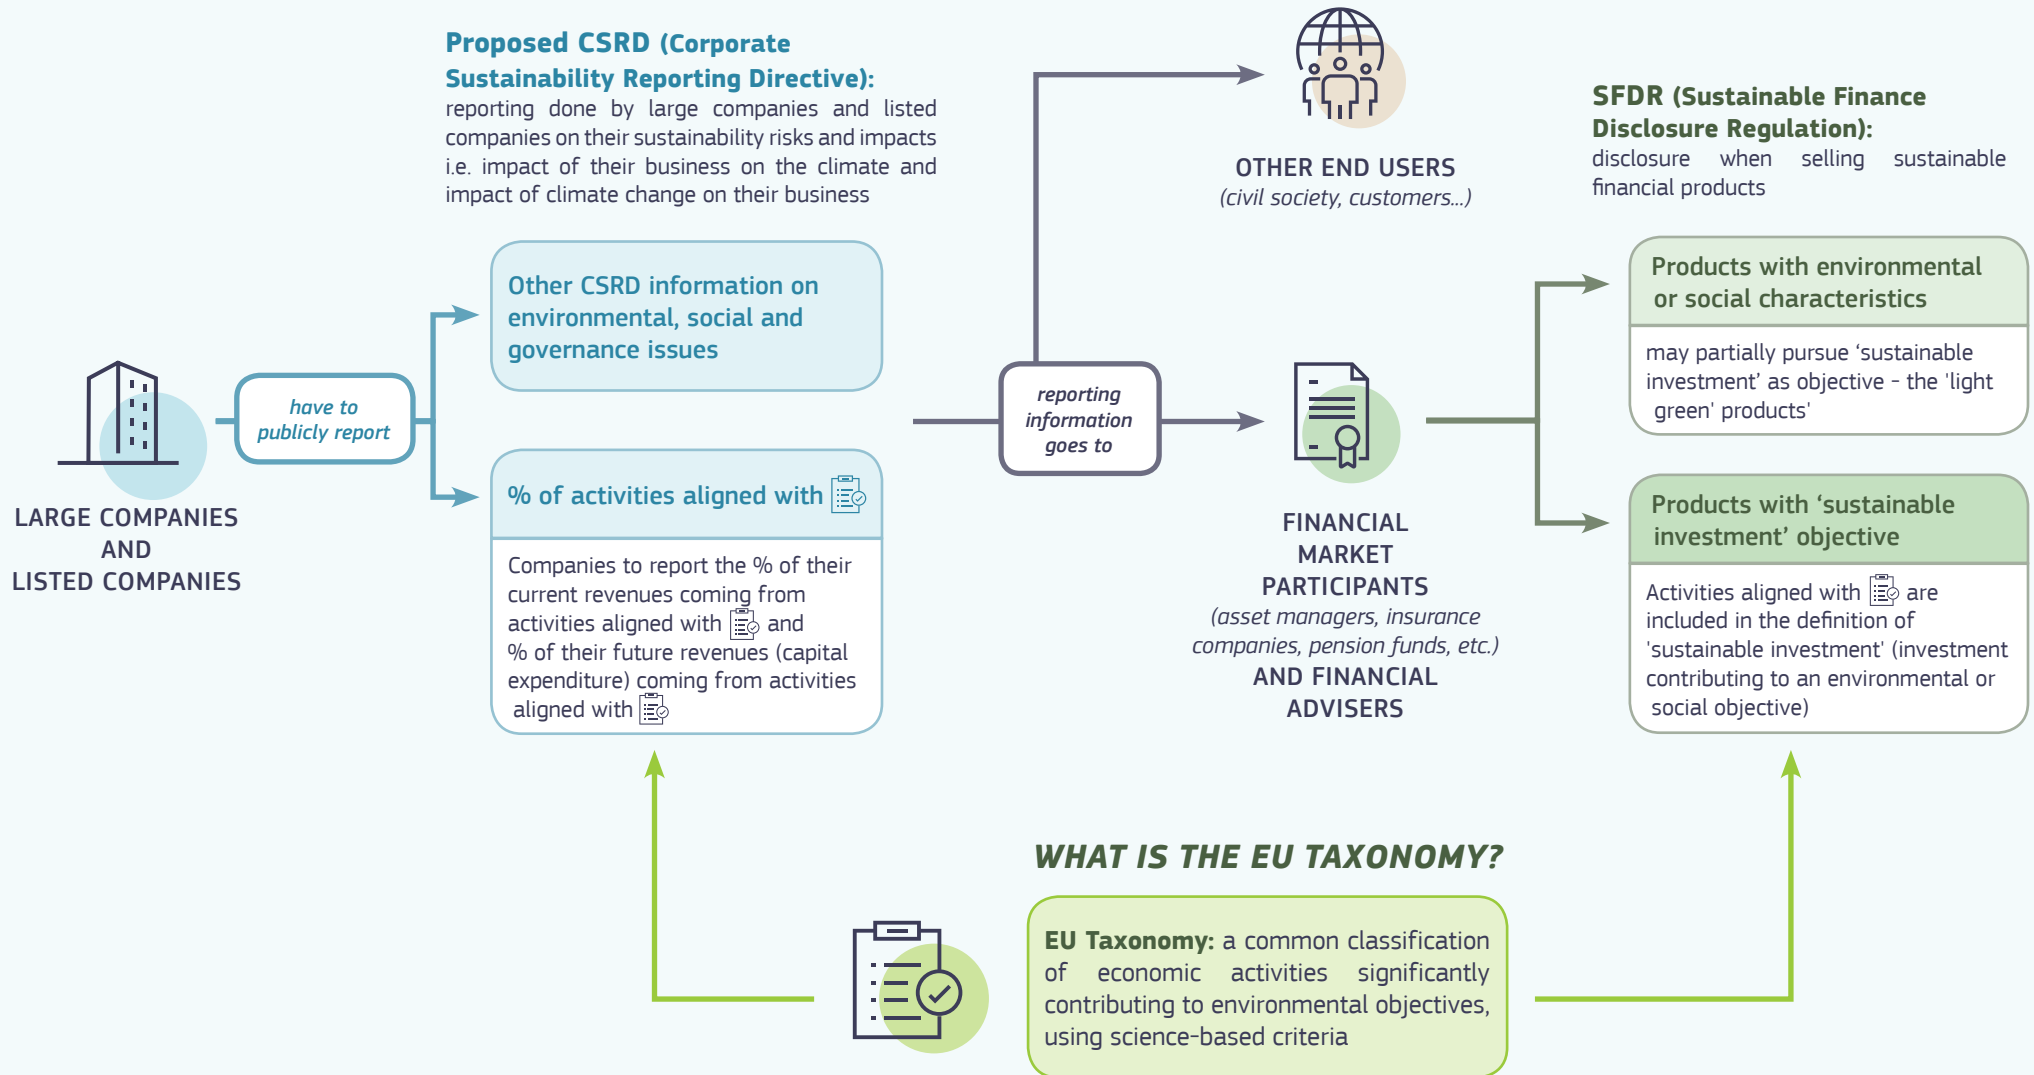 Proposed CSRD (Corporate
Sustainability Reporting Directive):
reporting done by large companies and listed
companies on their sustainability risks and impacts
i.e. impact of their business on the climate and
impact of climate change on their business
LARGE COMPANIES
AND
LISTED COMPANIES
have to
publicly report
Other CSRD information on
environmental, social and
governance issues
% of activities aligned with
Companies to report the % of their
current revenues coming from
activities aligned with and
% of their future revenues (capital
expenditure) coming from activities
aligned with
reporting
information
goes to
OTHER END USERS
(civil society, customers...)
FINANCIAL
MARKET
PARTICIPANTS
(asset managers, insurance
companies, pension funds, etc.)
AND FINANCIAL
ADVISERS
SFDR (Sustainable Finance
Disclosure Regulation):
disclosure when selling sustainable
financial products
Products with environmental
or social characteristics
may partially pursue ‘sustainable
investment’ as objective - the 'light
green' products'
Products with ‘sustainable
investment’ objective
Activities aligned with are
included in the definition of
'sustainable investment' (investment
contributing to an environmental or
social objective)
WHAT IS THE EU TAXONOMY?
EU Taxonomy: a common classification
of economic activities significantly
contributing to environmental objectives,
using science-based criteria